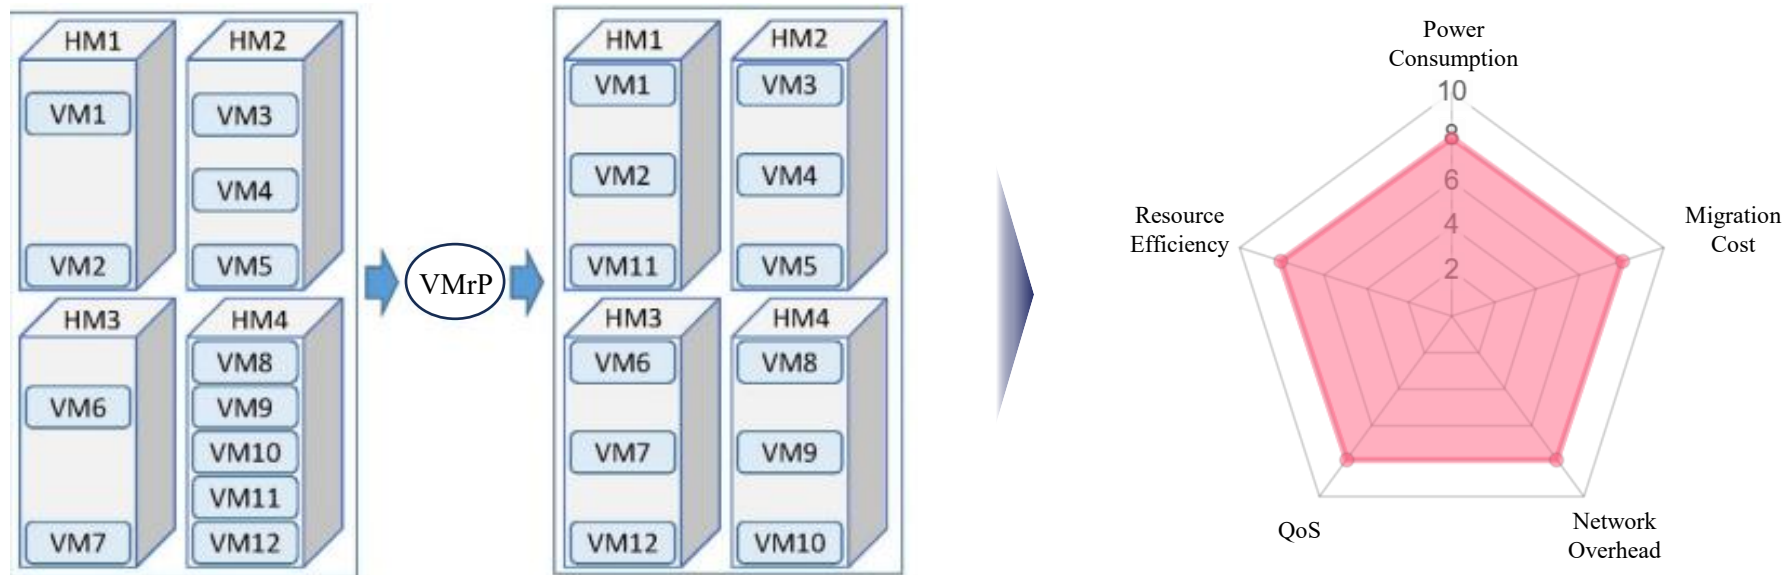 HM1
VM1
VM2
HM2
VM3
VM4
VM5
HM3
VM6
VM7
HM4
VM8
VM9
VM10
VM11
VM12
VMrP
HM1
VM1
VM2
VM11
HM2
VM3
VM4
VM5
HM3
VM6
VM7
VM12
HM4
VM8
VM9
VM10
Power
Consumption
10
8
6
4
2
Resource
Efficiency
Migration
Cost
QoS
Network
Overhead